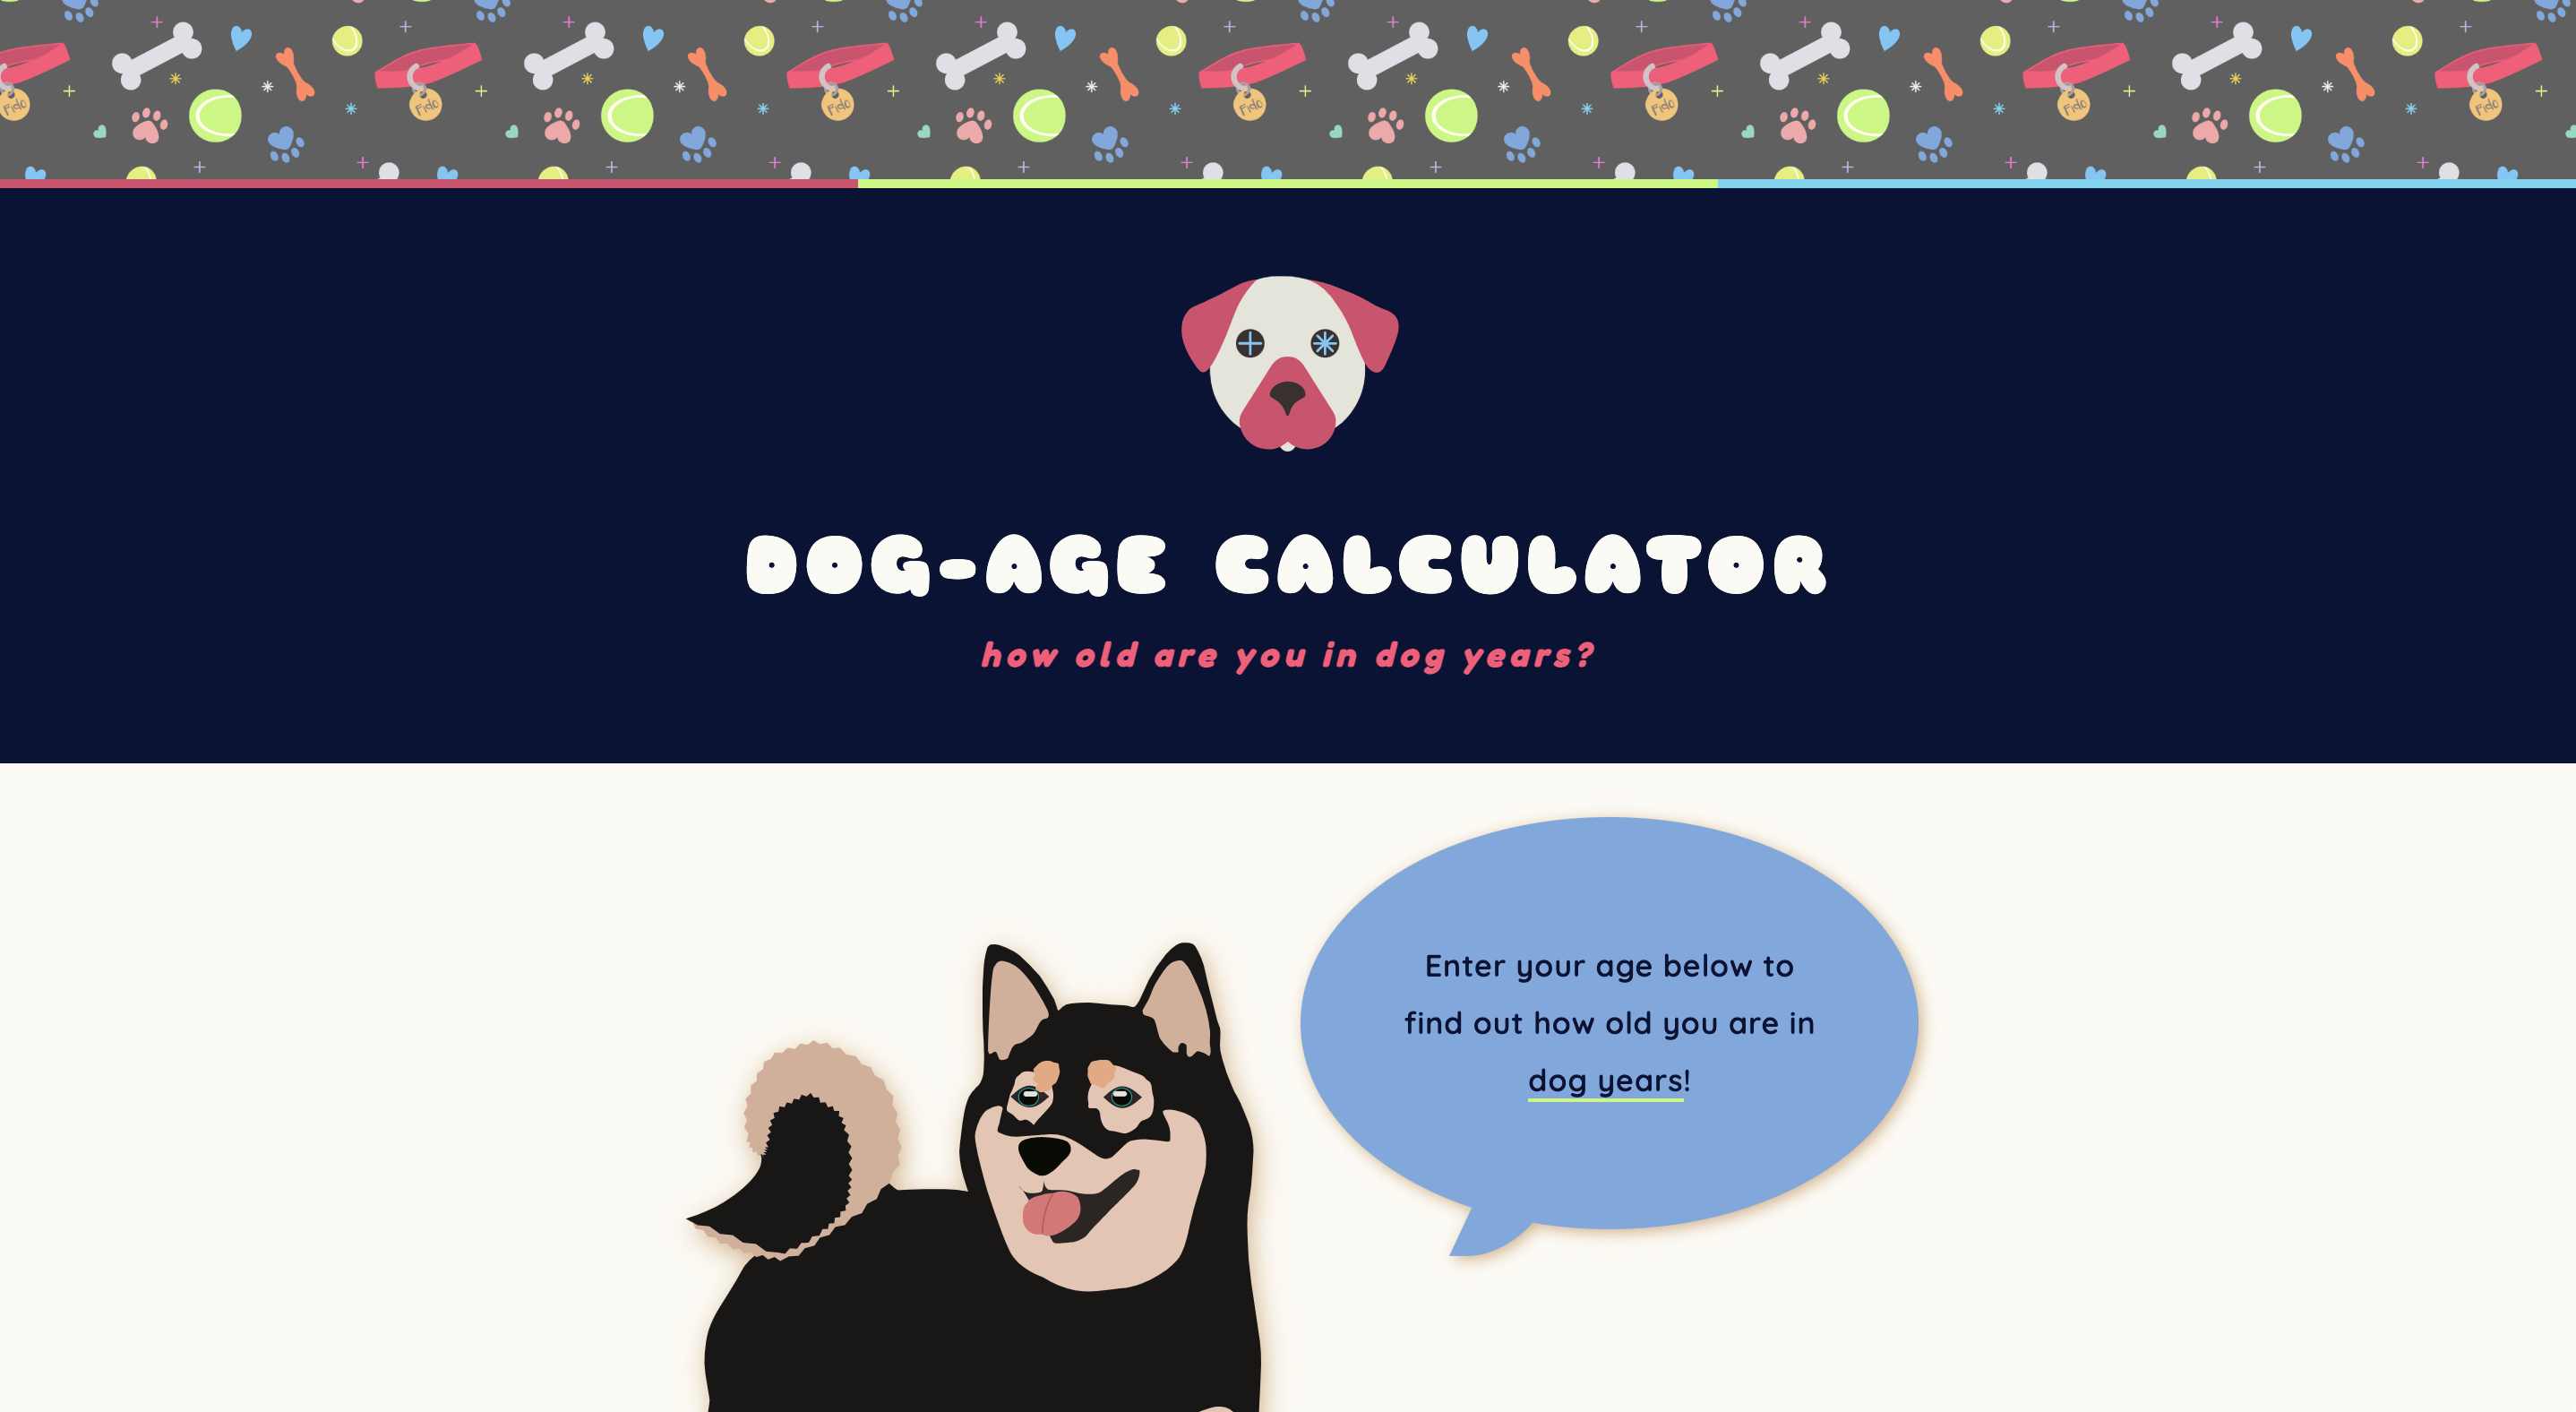 Fido Fido Fido Fido Fido Fido Fido
DOG-AGE CALCULATOR
how old are you in dog years?
Enter your age below to
find out how old you are in
dog years!